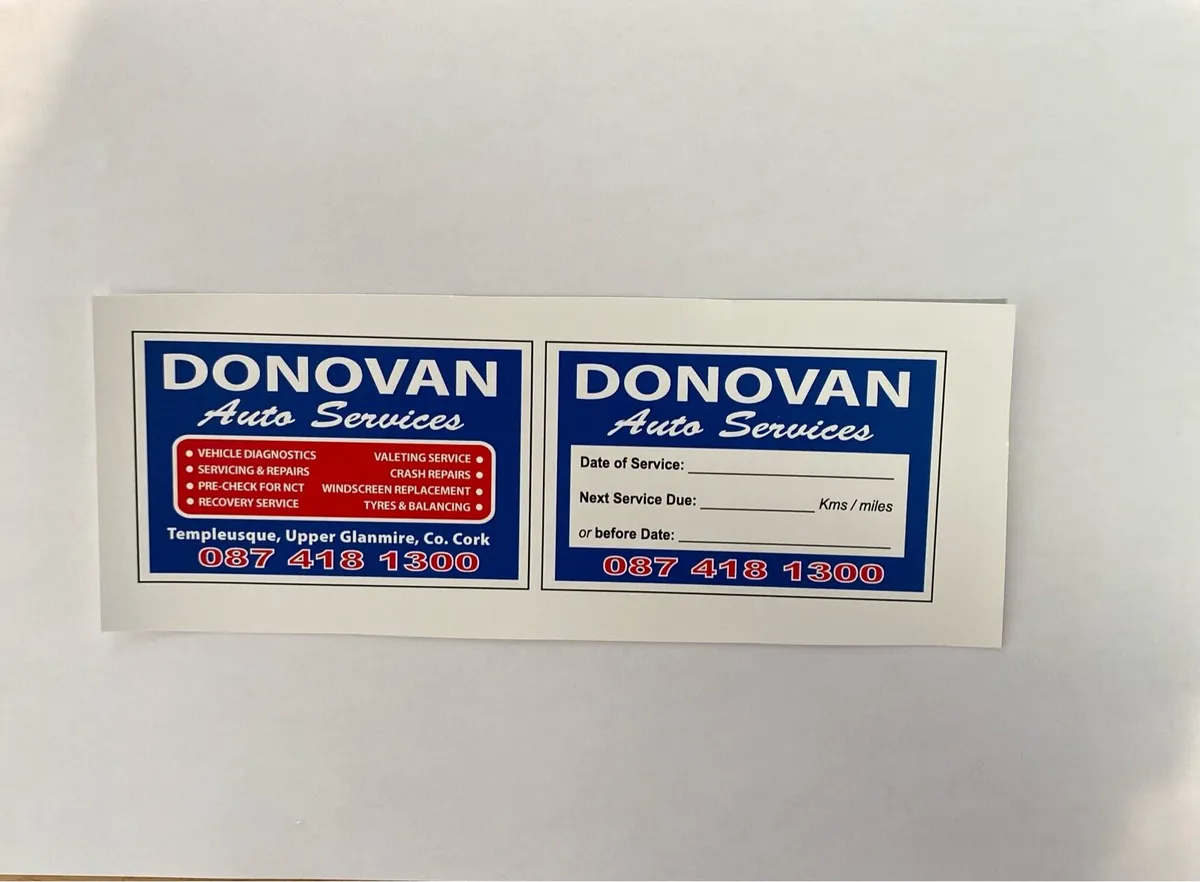 DONOVAN
Auto Services
VEHICLE DIAGNOSTICS
SERVICING & REPAIRS
PRE-CHECK FOR NCT
RECOVERY SERVICE
VALETING SERVICE
CRASH REPAIRS
WINDSCREEN REPLACEMENT
TYRES & BALANCING
Templeusque, Upper Glanmire, Co. Cork
087 418 1300
DONOVAN
Auto Services
Date of Service:
Next Service Due: Kms / miles
or before Date:
087 418 1300